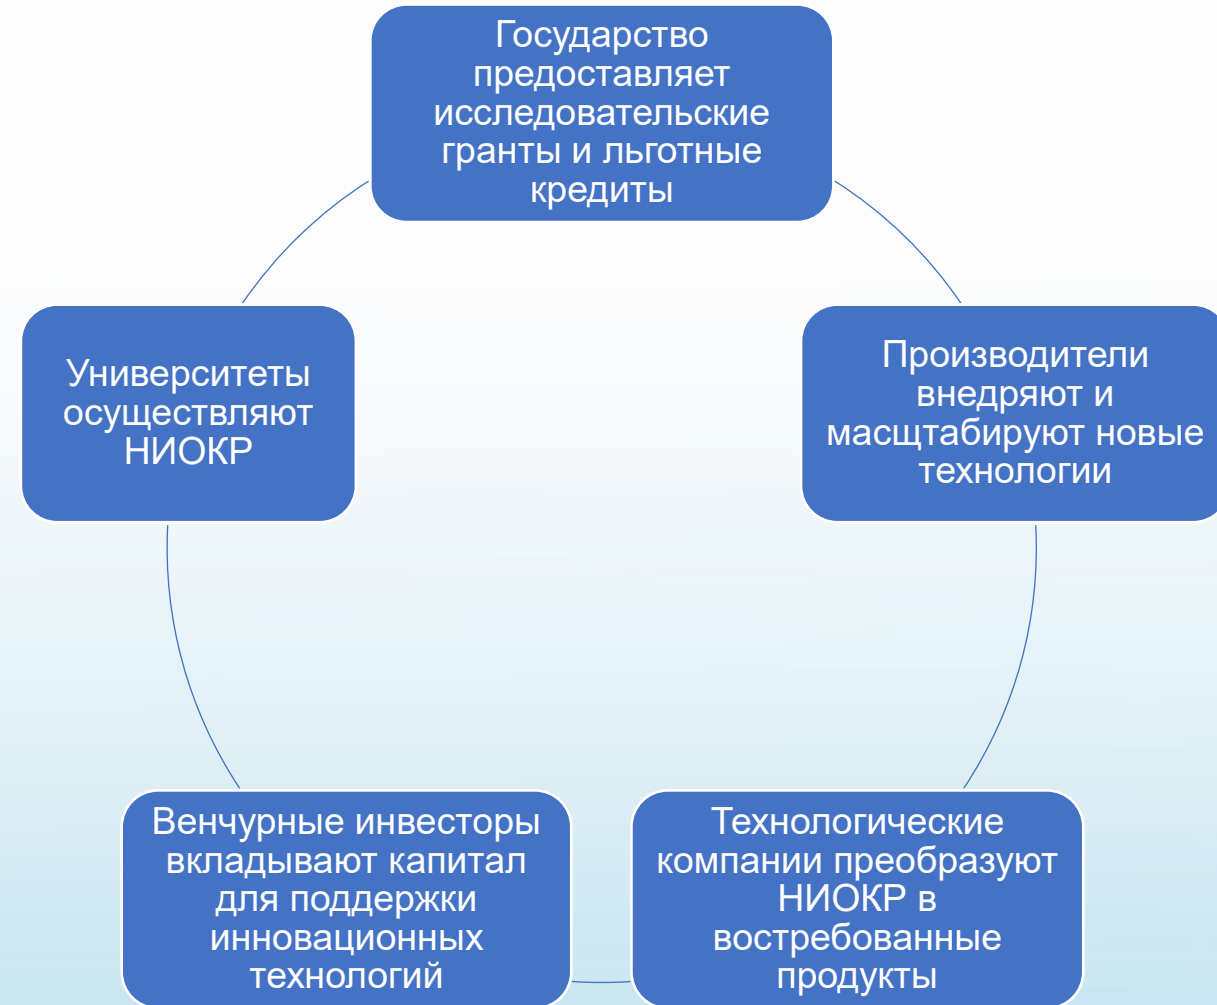 Государство
предоставляет
исследовательские
гранты и льготные
кредиты
Производители
внедряют и
масщтабируют новые
технологии
Технологические
компании преобразуют
НИОКР в
востребованные
продукты
Венчурные инвесторы
вкладывают капитал
для поддержки
инновационных
технологий
Университеты
осуществляют
НИОКР